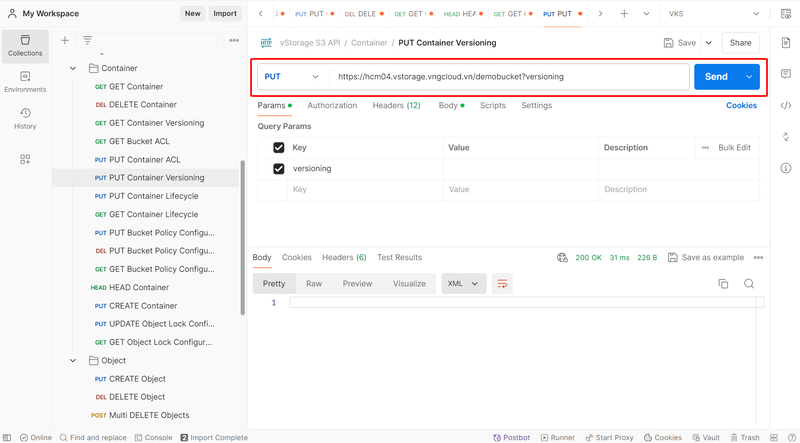 My Workspace
New
Import
PUT
DELE
GET
HEA
GET
PUT
VKS
Collections
Environments
History
Container
GET Container
DEL DELETE Container
GET GET Container Versioning
GET GET Bucket ACL
PUT PUT Container ACL
PUT PUT Container Versioning
PUT PUT Container Lifecycle
GET GET Container Lifecycle
PUT PUT Bucket Policy Configu...
DEL PUT Bucket Policy Configu...
GET GET Bucket Policy Configu...
HEAD HEAD Container
PUT CREATE Container
PUT UPDATE Object Lock Confi...
GET GET Object Lock Configur...
Object
PUT CREATE Object
DEL DELETE Object
POST Multi DELETE Objects
HTTP vStorage S3 API / Container / PUT Container Versioning
Save
Share
PUT
https://hcm04.vstorage.vngcloud.vn/demobucket?versioning
Send
Params
Authorization
Headers (12)
Body
Scripts
Settings
Cookies
Query Params
Key
Value
Description
Bulk Edit
versioning
Key
Value
Description
Body
Cookies
Headers (6)
Test Results
200 OK
31 ms
226 B
Save as example
Pretty
Raw
Preview
Visualize
XML
1
Online
Find and replace
Console
Import Complete
Postbot
Runner
Start Proxy
Cookies
Vault
Trash